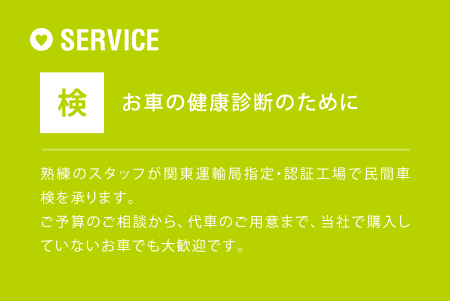 SERVICE
検 お車の健康診断のために
熟練のスタッフが関東運輸局指定・認証工場で民間車
検を承ります。
ご予算のご相談から、代車のご用意まで、当社で購入し
ていないお車でも大歓迎です。